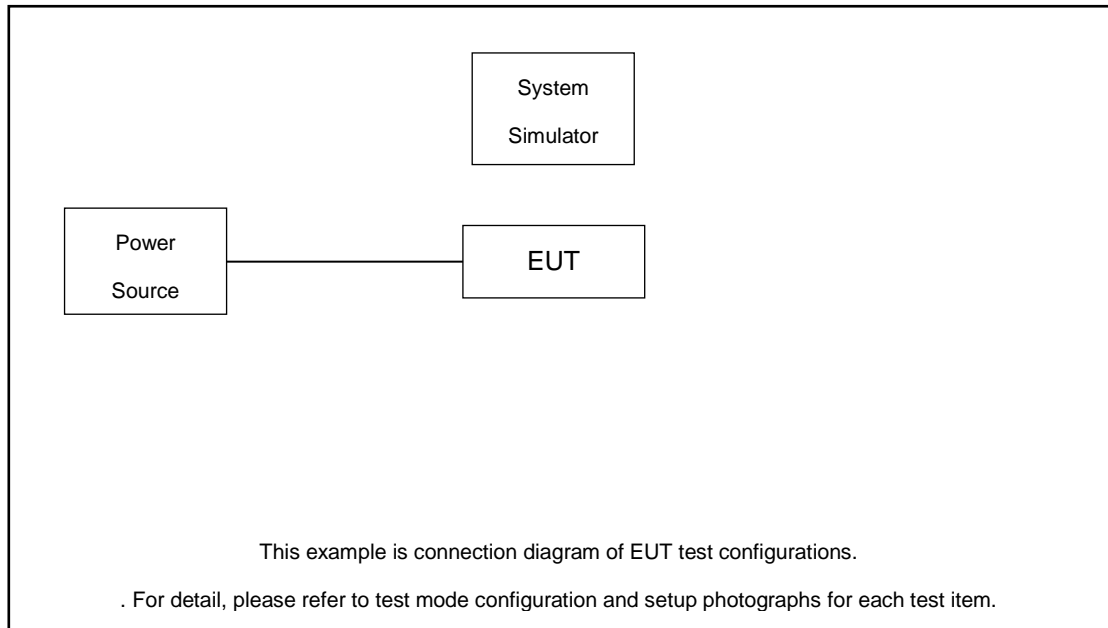 System
Simulator
Power
Source
EUT
This example is connection diagram of EUT test configurations.
. For detail, please refer to test mode configuration and setup photographs for each test item.